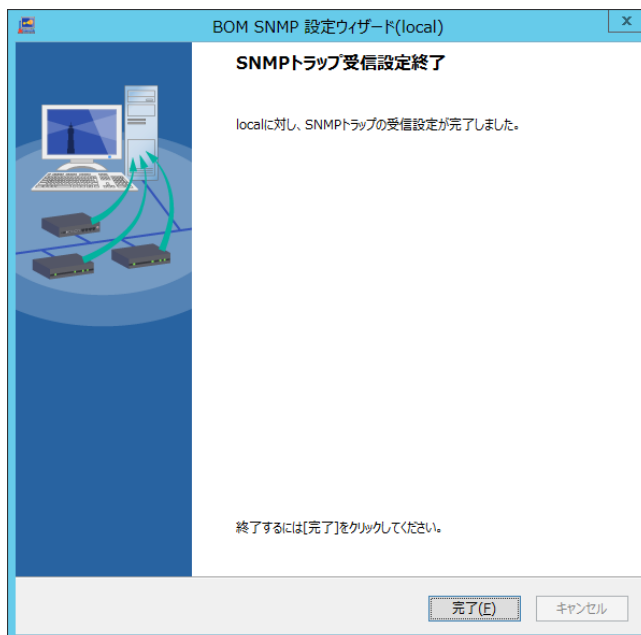 BOM SNMP 設定ウィザード(local)
x
SNMPトラップ受信設定終了
localに対し、SNMPトラップの受信設定が完了しました。
終了するには[完了]をクリックしてください。
完了(F)
キャンセル